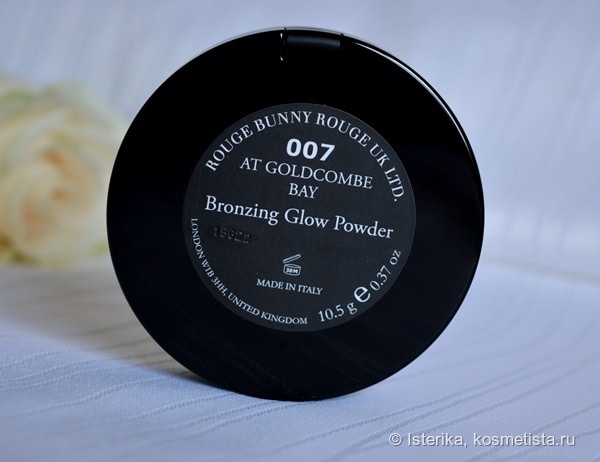 ROUGE BUNNY ROUGE UK LTD.
007
AT GOLDCOMBE
BAY
Bronzing Glow Powder
30M
MADE IN ITALY
10.5 g e 0.37 oz
LONDON W1B 3HH, UNITED KINGDOM
© Isterika, kosmetista.ru